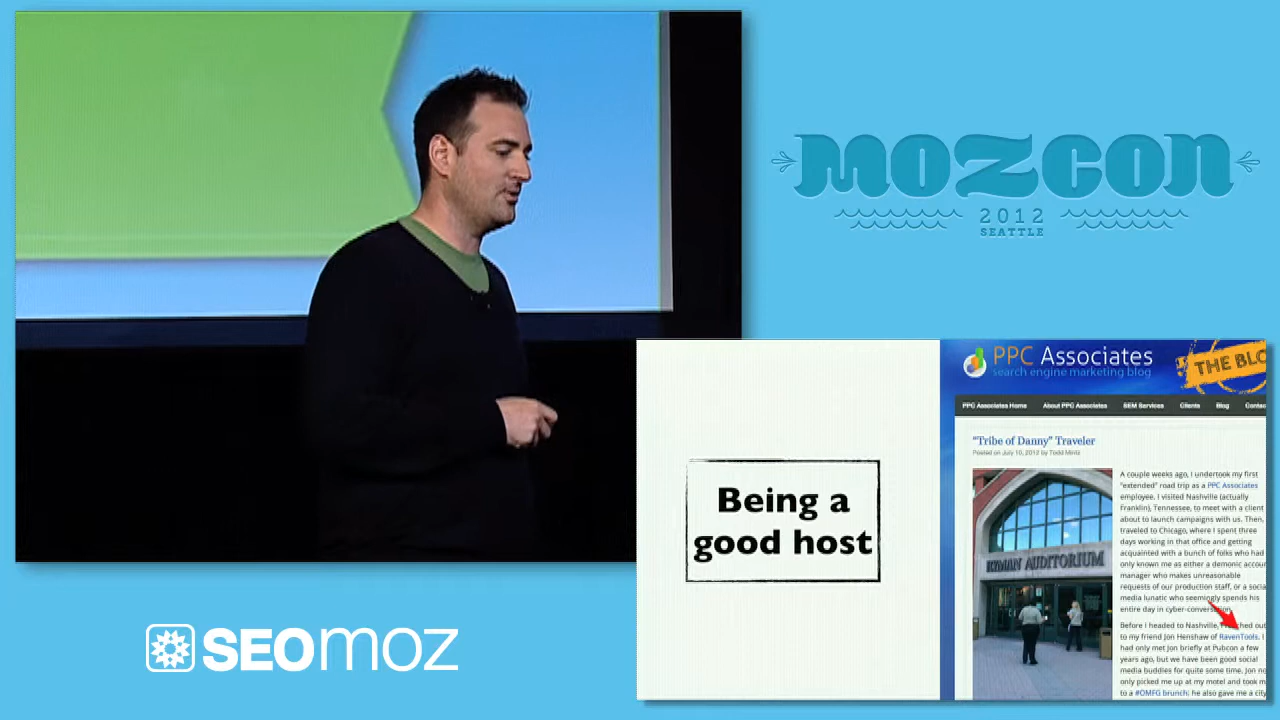 MOZCON
2012
SEATTLE
PPC Associates
search engine marketing blog
THE BLO
PPC Associates Home About PPC Associates SEM Services Clients Blog Contac
"Tribe of Danny" Traveler
Posted on July 10, 2012 by Todd Mintz
Being a
good host
RYMAN AUDITORIUM
A couple weeks ago, I undertook my first
"extended" road trip as a PPC Associates
employee. I visited Nashville (actually
Franklin), Tennessee, to meet with a client
about to launch campaigns with us. Then,
traveled to Chicago, where I spent three
days working in that office and getting
acquainted with a bunch of folks who had
only known me as either a demonic accoun
manager who makes unreasonable
requests of our production staff, or a socia
media lunatic who seemingly spends his
entire day in cyber-conversation.
Before I headed to Nashville, I out
to my friend Jon Henshaw of RavenTools. I
had only met Jon briefly at Pubcon a few
years ago, but we have been good social
media buddies for quite some time. Jon no
only picked me up at my motel and took m
to a #OMFG brunch; he also gave me a city
SEOmoz